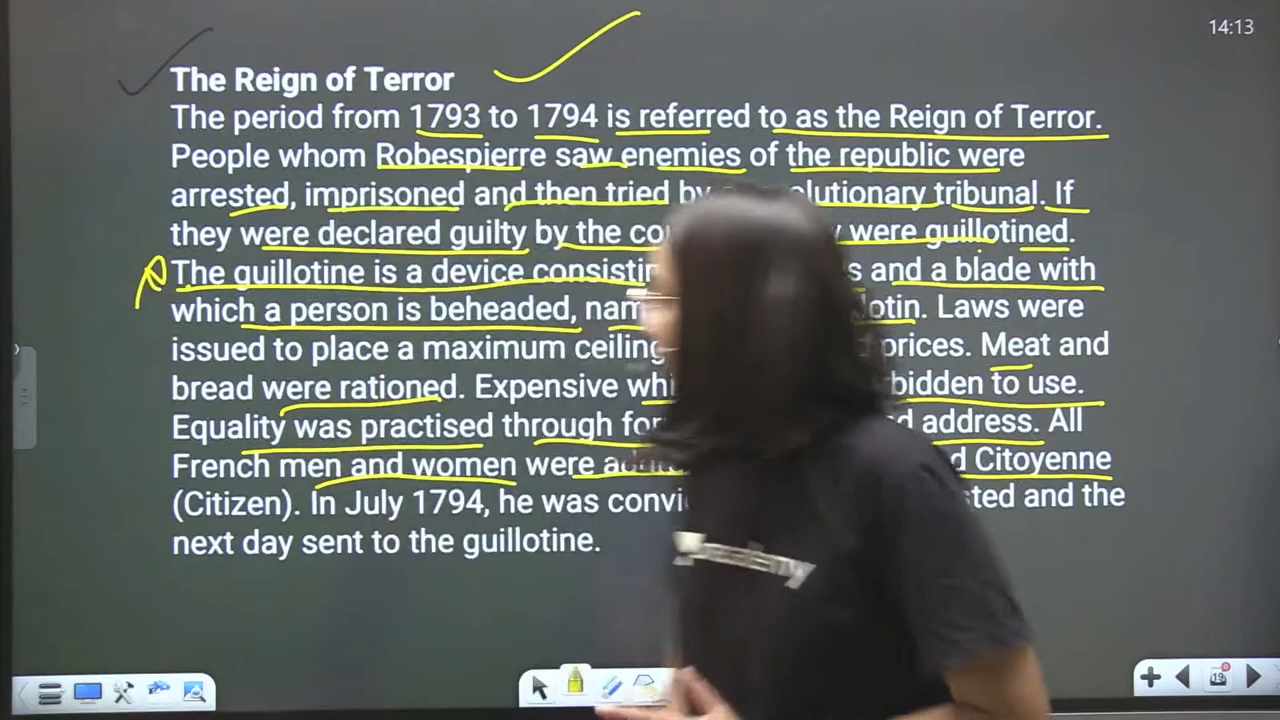 14:13
The Reign of Terror
The period from 1793 to 1794 is referred to as the Reign of Terror.
People whom Robespierre saw enemies of the republic were
arrested, imprisoned and then tried by tribunal. If
they were declared guilty by the were guillotined.
The guillotine is a device and a blade with
which a person is beheaded, Laws were
issued to place a maximum ceiling prices. Meat and
bread were rationed. Expensive to use.
Equality was practised through address. All
French men and women were Citoyenne
(Citizen). In July 1794, he was and the
next day sent to the guillotine.
19